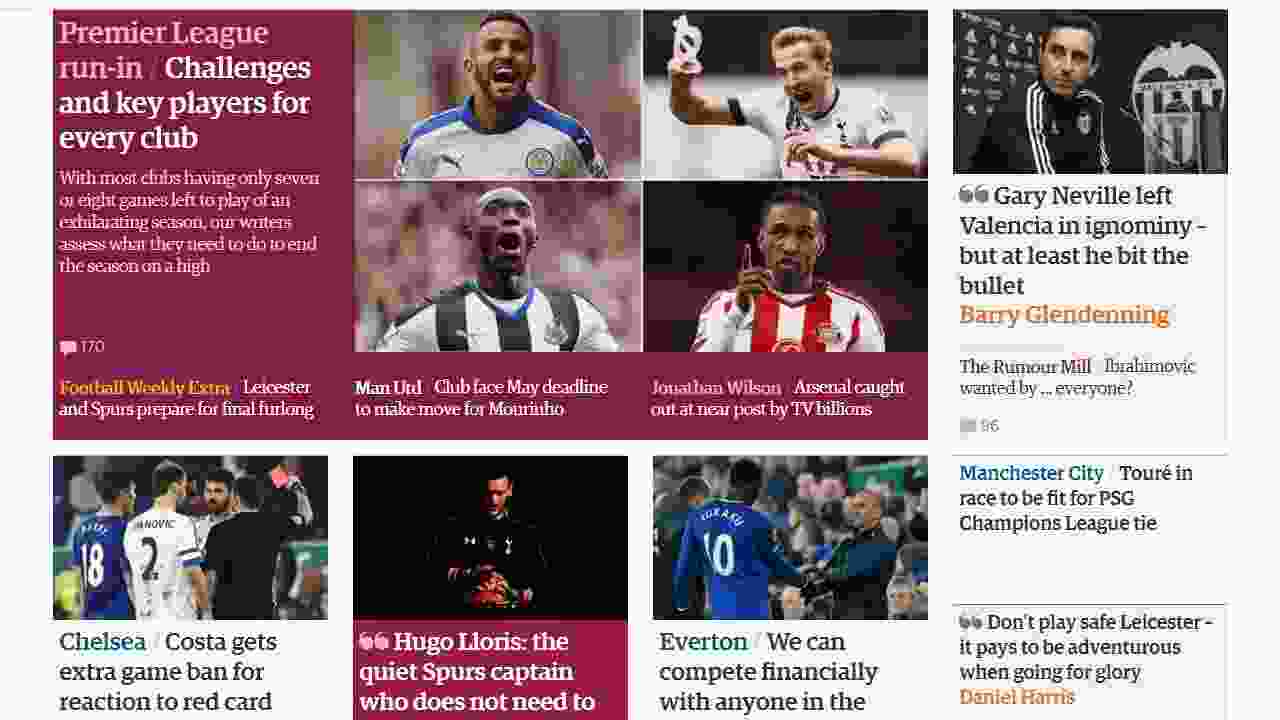 Premier League
run-in / Challenges
and key players for
every club
With most clubs having only seven
or eight games left to play of an
exhilarating season, our writers
assess what they need to do to end
the season on a high
170
Football Weekly Extra Leicester
and Spurs prepare for final furlong
Man Utd Club face May deadline
to make move for Mourinho
Jonathan Wilson Arsenal caught
out at near post by TV billions
Gary Neville left
Valencia in ignominy –
but at least he bit the
bullet
Barry Glendenning
The Rumour Mill Ibrahimovic
wanted by ... everyone?
96
Manchester City / Touré in
race to be fit for PSG
Champions League tie
Don't play safe Leicester –
it pays to be adventurous
when going for glory
Daniel Harris
18
ANOVIC
2
Chelsea / Costa gets
extra game ban for
reaction to red card
Hugo Lloris: the
quiet Spurs captain
who does not need to
LUKAKU
10
Everton / We can
compete financially
with anyone in the